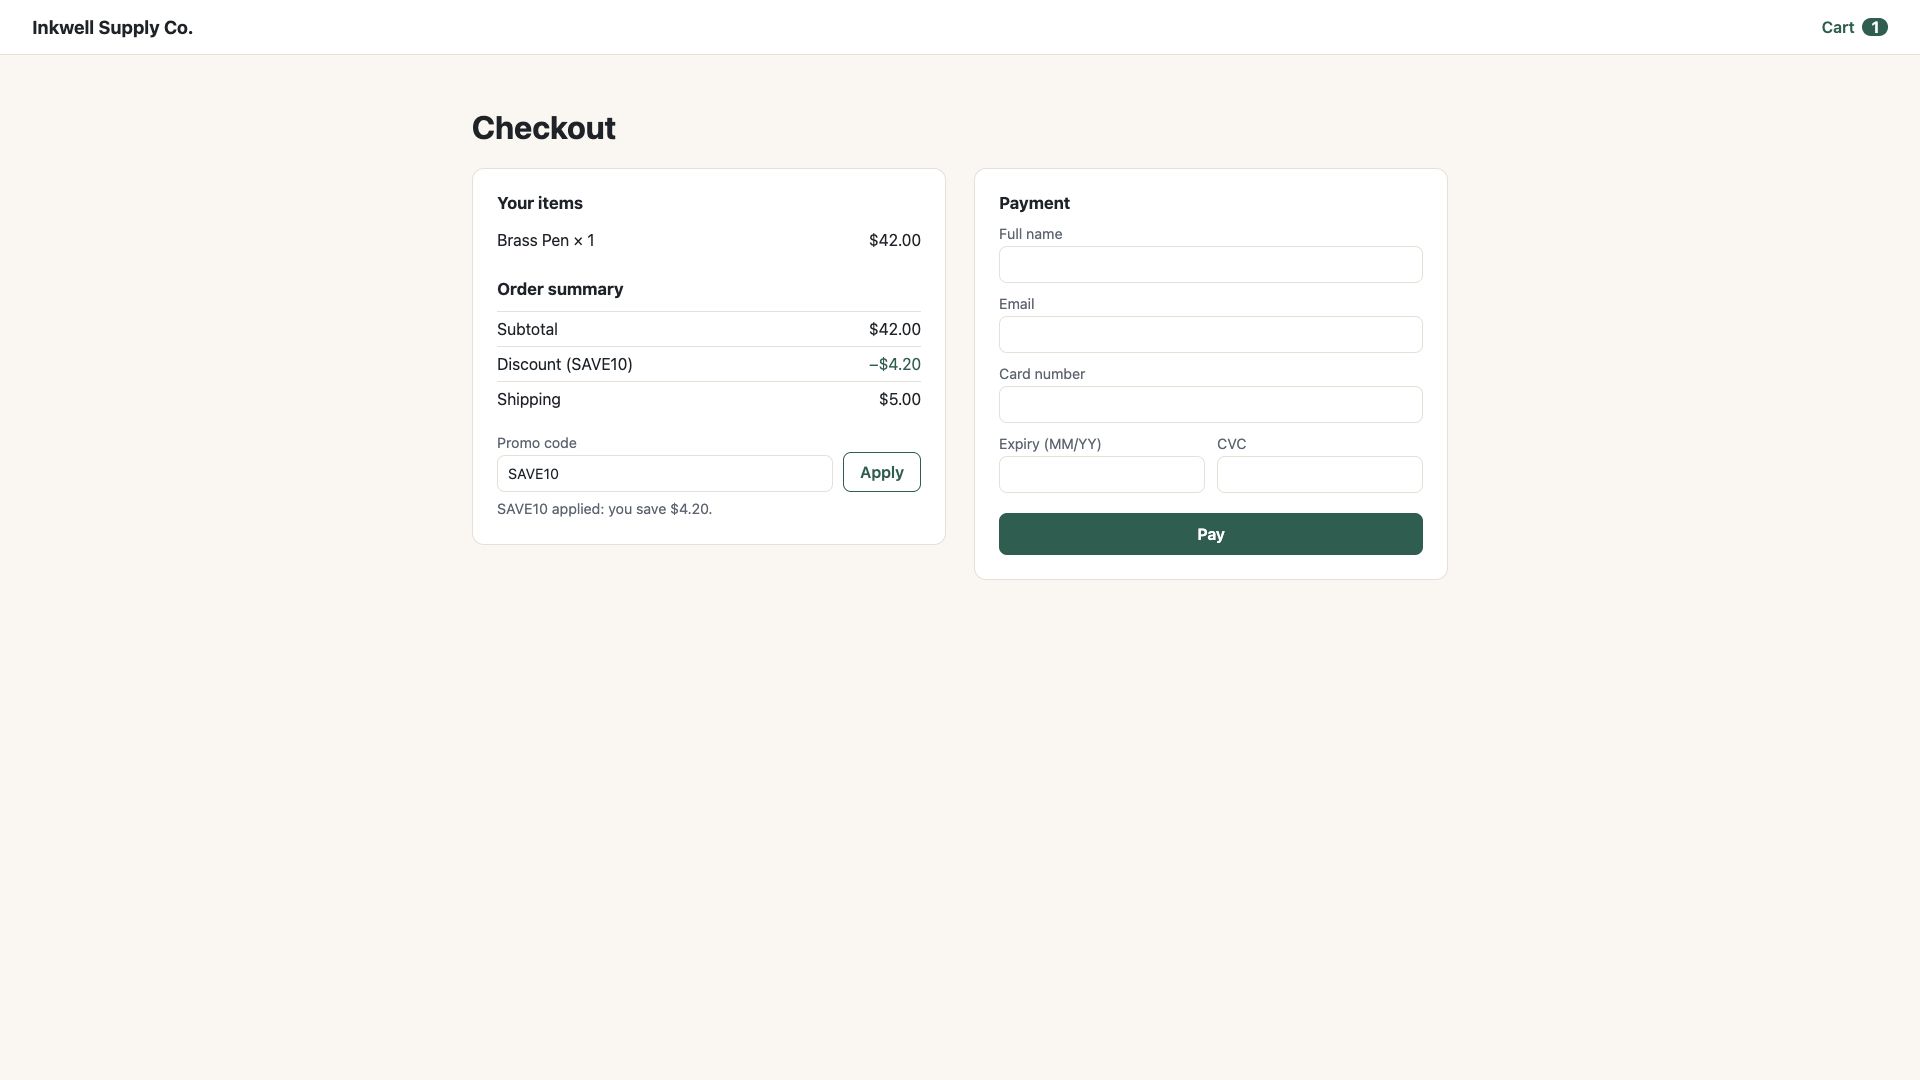 Inkwell Supply Co.
Cart 1
Checkout
Your items
Brass Pen × 1 $42.00
Order summary
Subtotal $42.00
Discount (SAVE10) –$4.20
Shipping $5.00
Promo code
SAVE10
Apply
SAVE10 applied: you save $4.20.
Payment
Full name
Email
Card number
Expiry (MM/YY) CVC
Pay